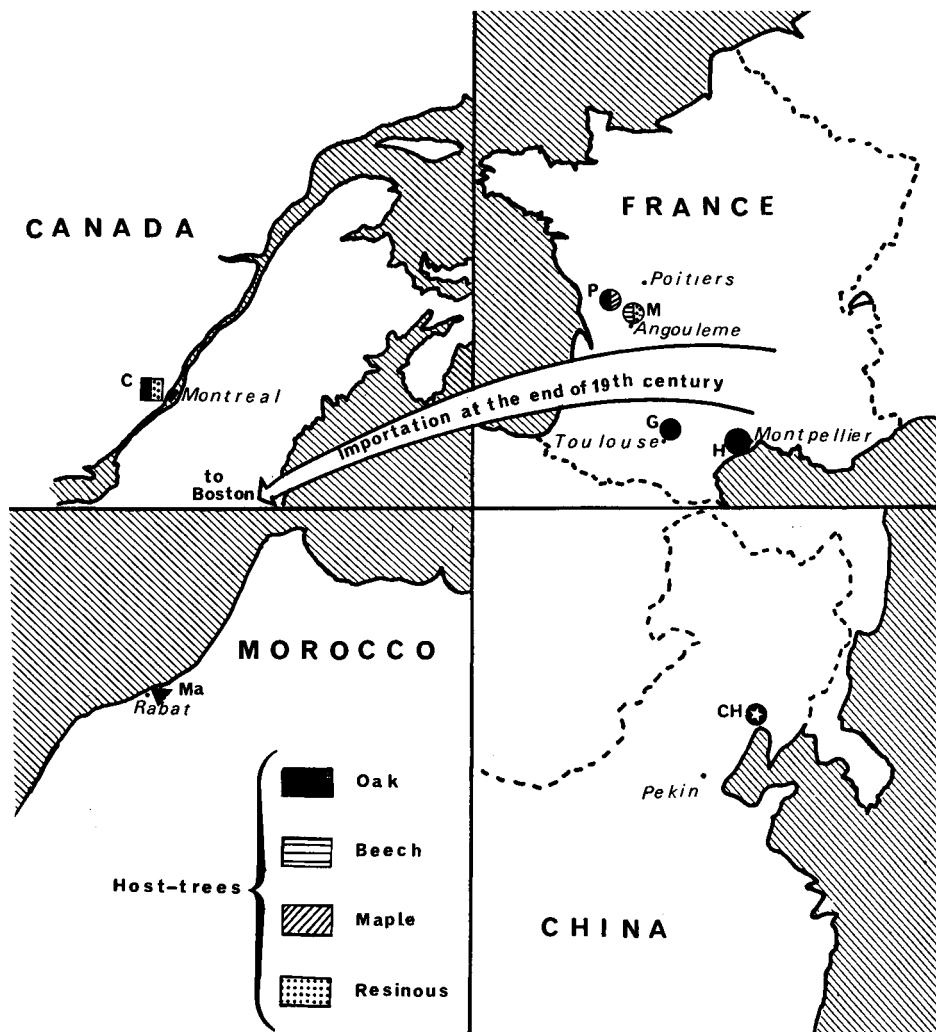 CANADA
C
Montreal
to
Boston
FRANCE
Poitiers
P
M
Angouleme
Importation at the end of 19th century
G
Toulouse
Montpellier
H
MOROCCO
Ma
Rabat
Host-trees
Oak
Beech
Maple
Resinous
CH
Pekin
CHINA